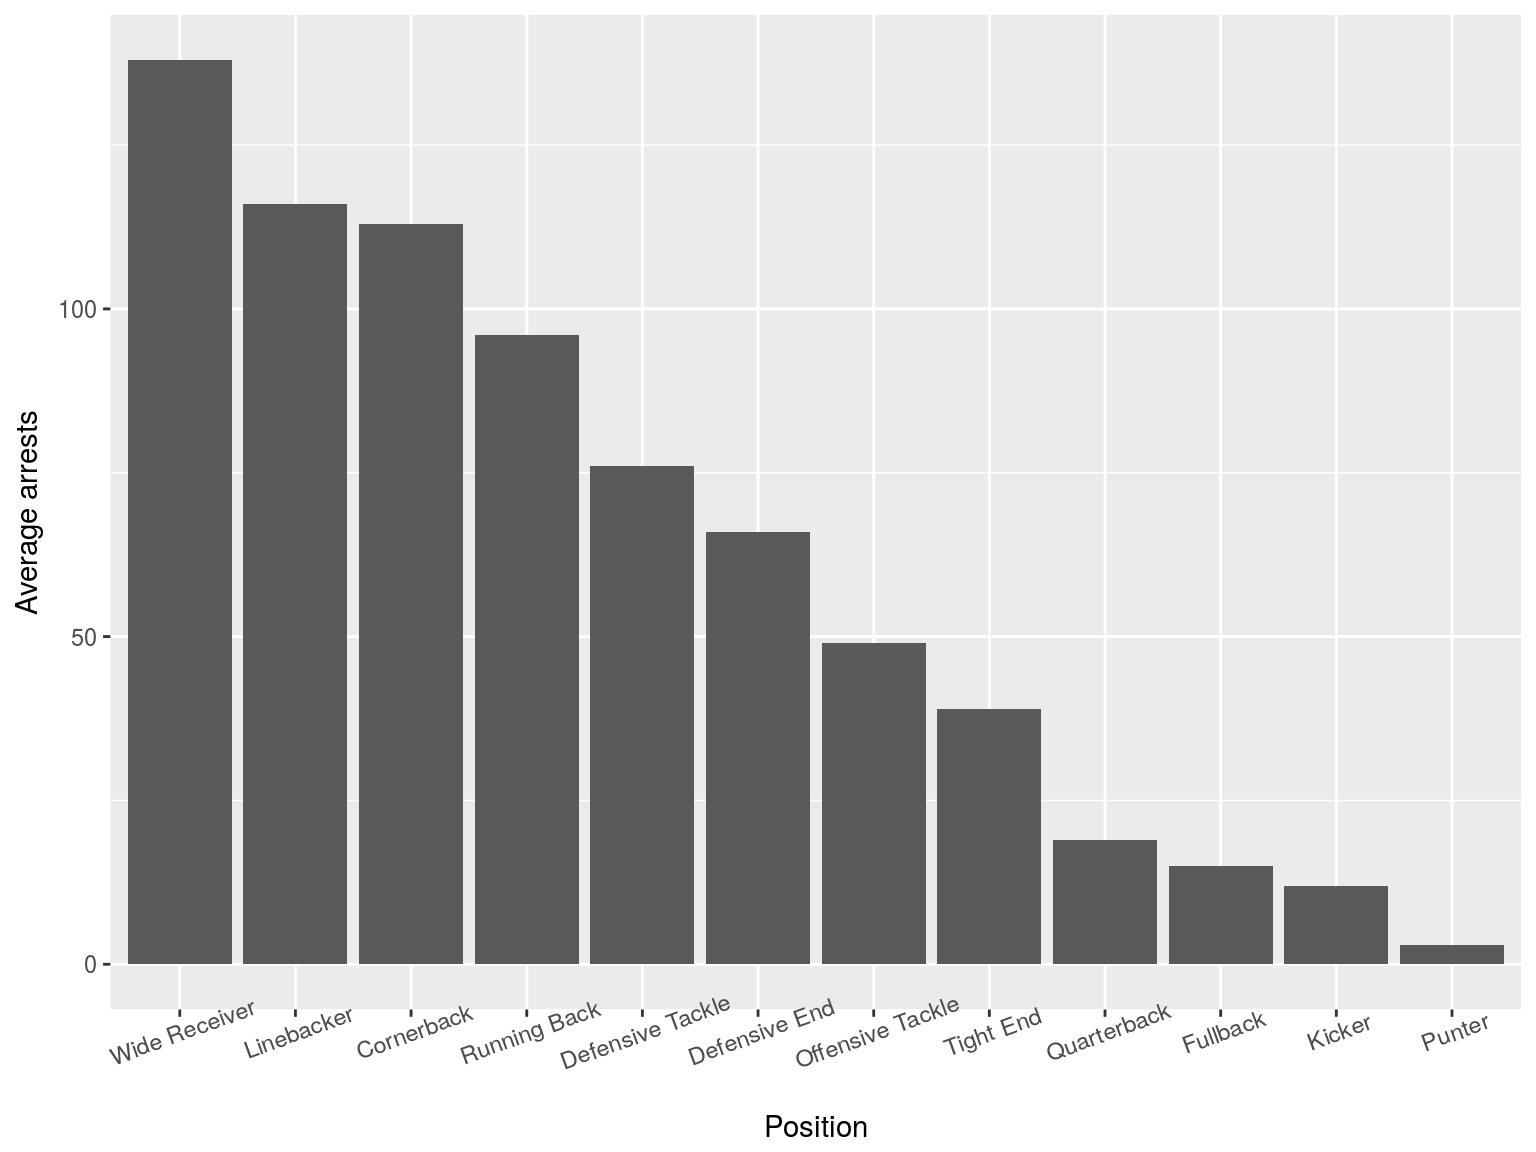 Average arrests
100
50
0
Wide Receiver
Linebacker
Cornerback
Running Back
Defensive Tackle
Defensive End
Offensive Tackle
Tight End
Quarterback
Fullback
Kicker
Punter
Position